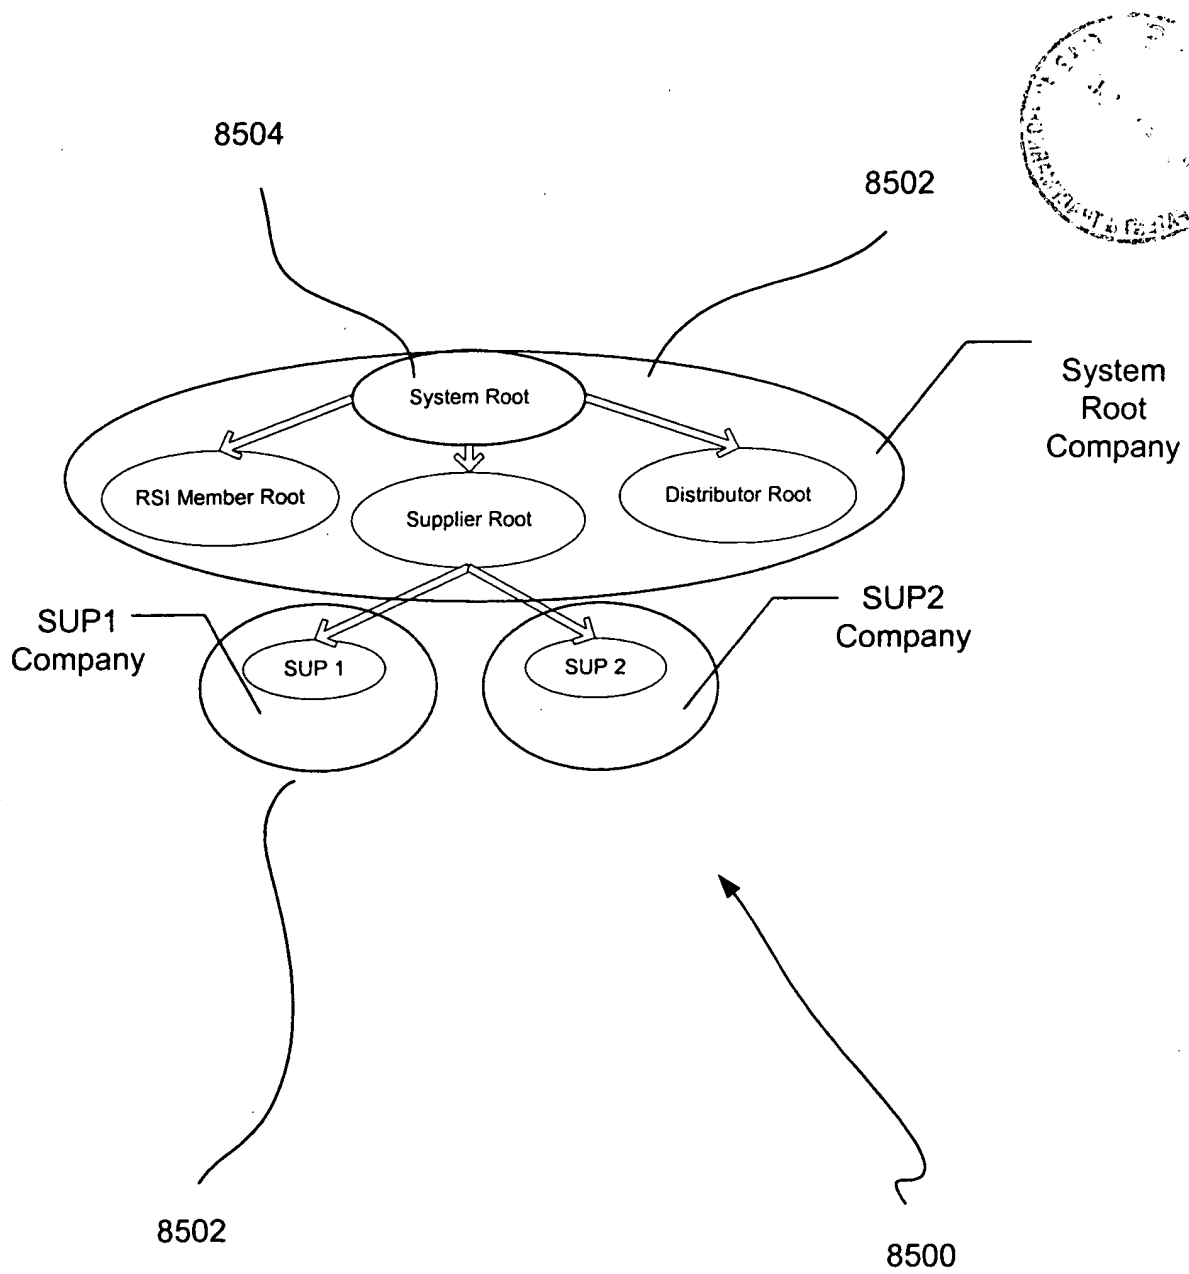 8504
8502
System Root
System
Root
Company
RSI Member Root
Supplier Root
Distributor Root
SUP1
Company
SUP2
Company
SUP 1
SUP 2
8502
8500